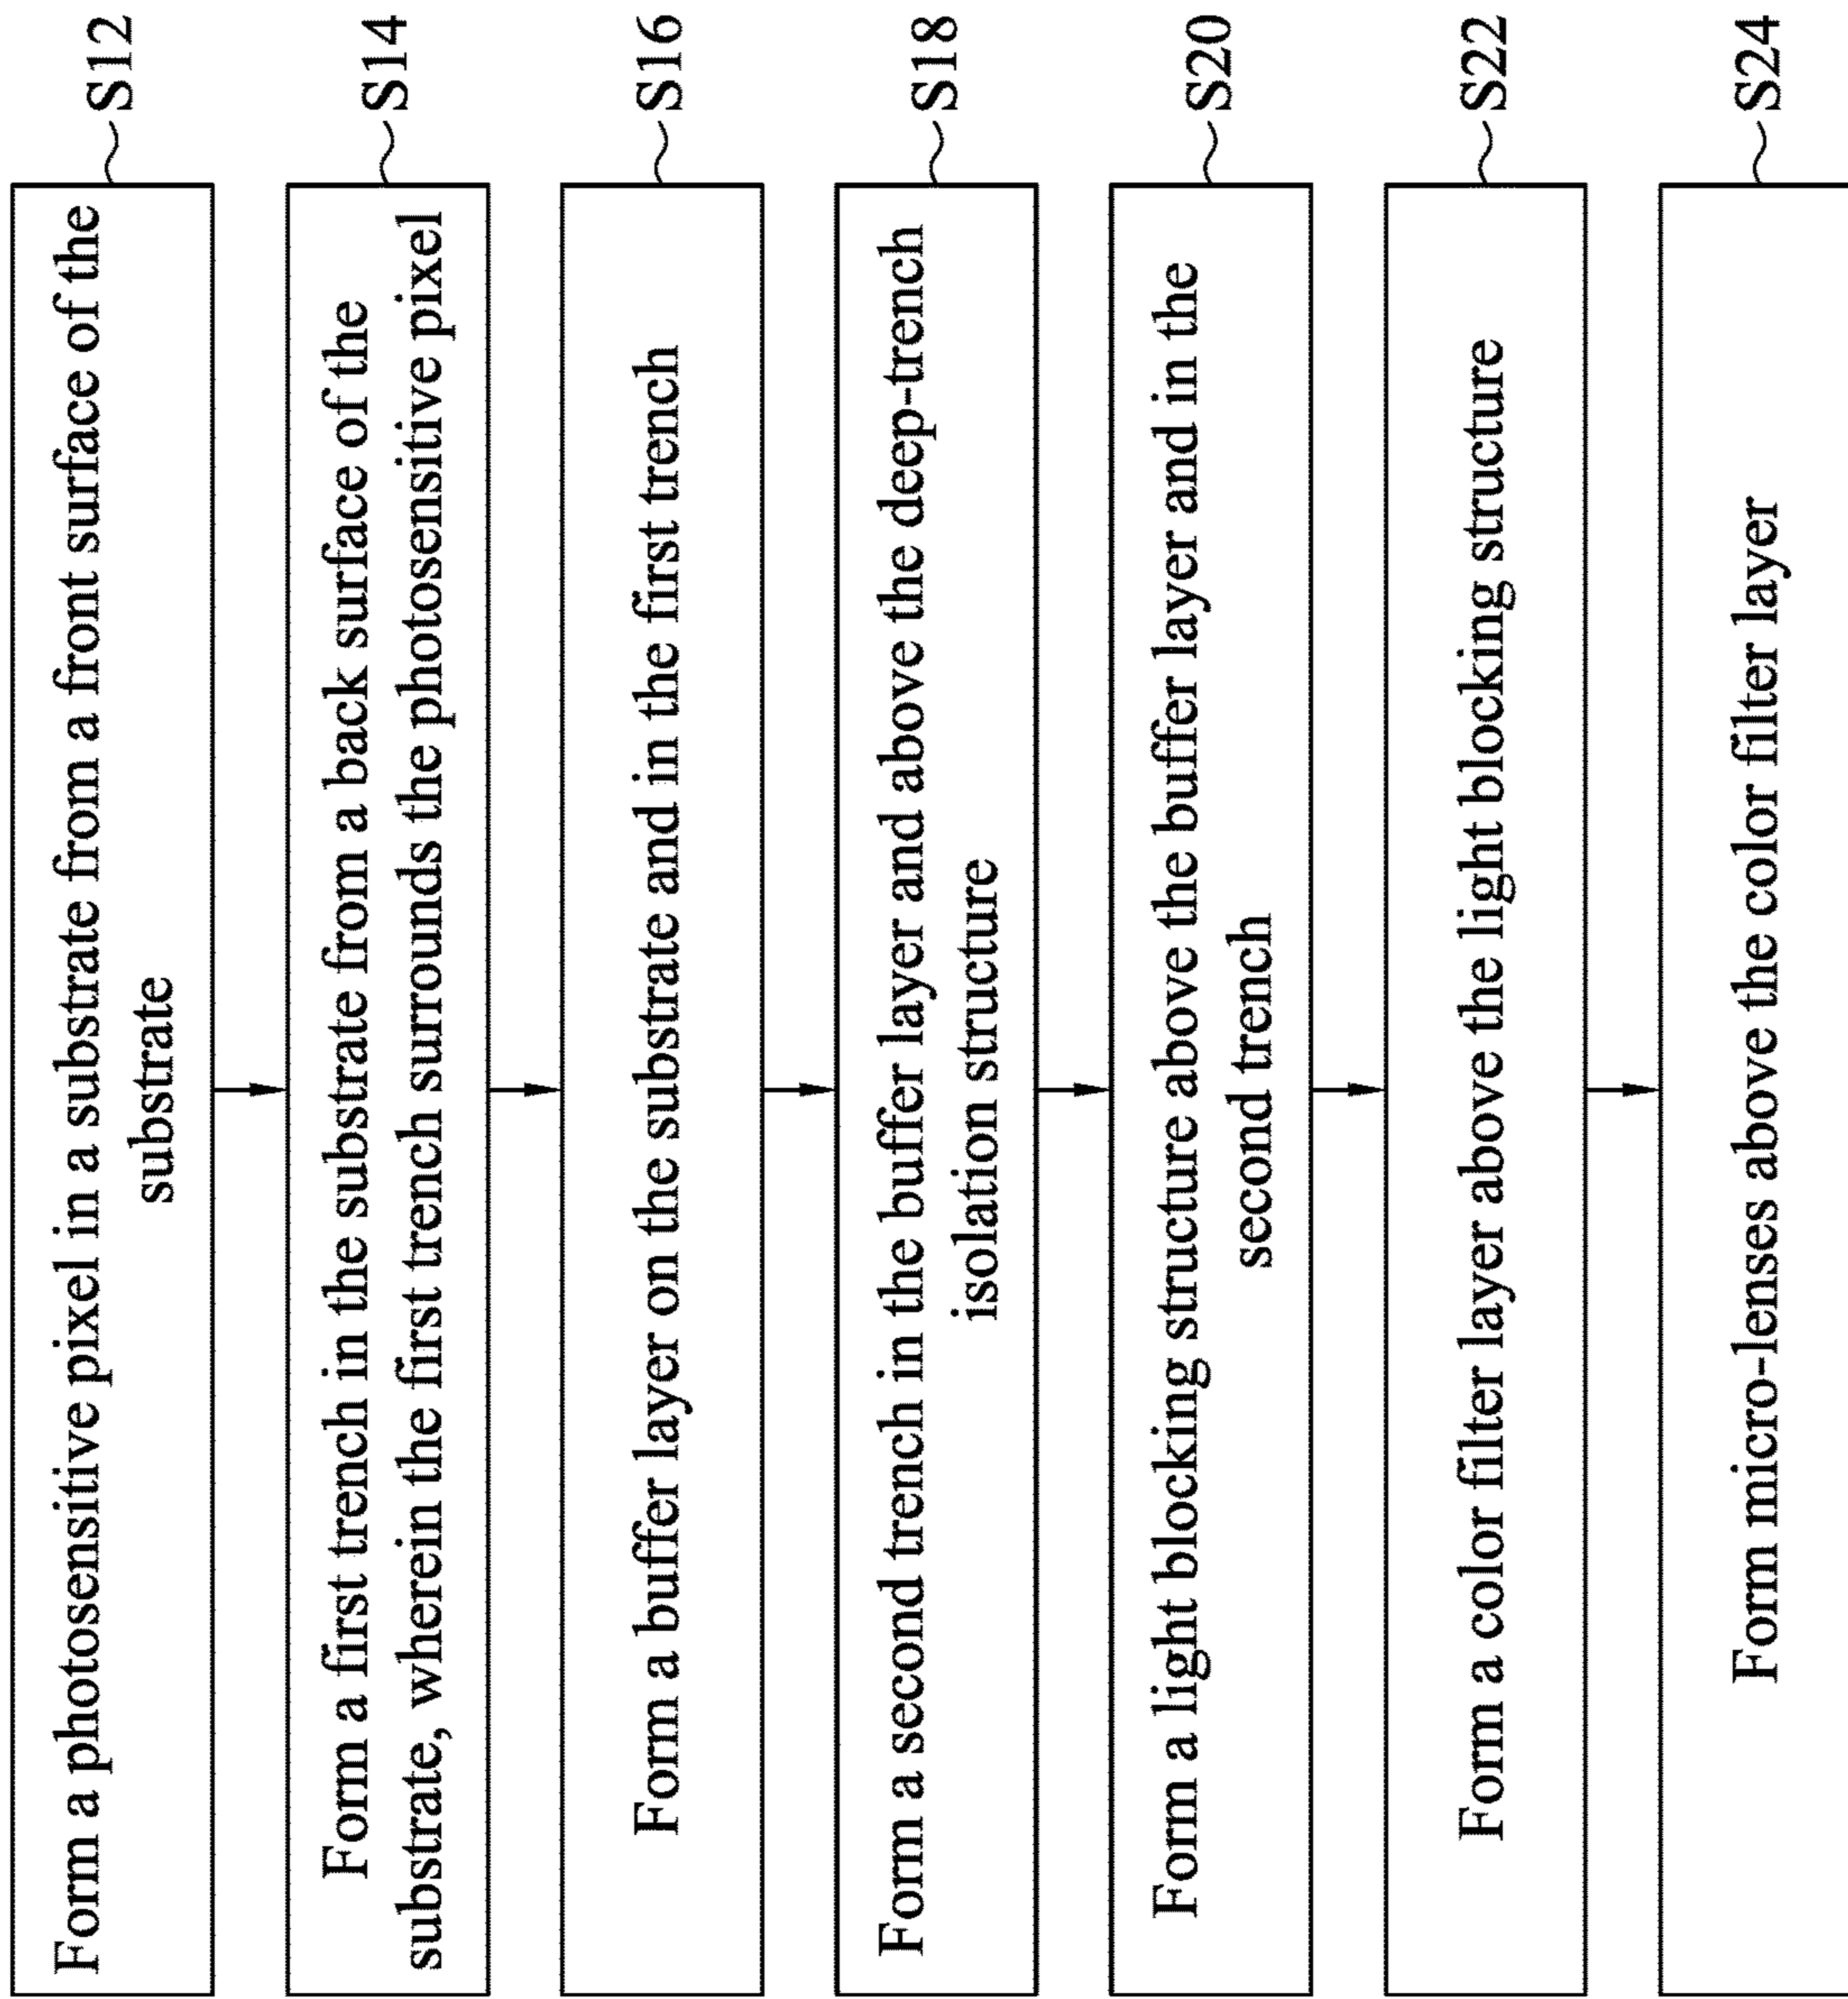 Form a photosensitive pixel in a substrate from a front surface of the
substrate
S12
Form a first trench in the substrate from a back surface of the
substrate, wherein the first trench surrounds the photosensitive pixel
S14
Form a buffer layer on the substrate and in the first trench
S16
Form a second trench in the buffer layer and above the deep-trench
isolation structure
S18
Form a light blocking structure above the buffer layer and in the
second trench
S20
Form a color filter layer above the light blocking structure
S22
Form micro-lenses above the color filter layer
S24